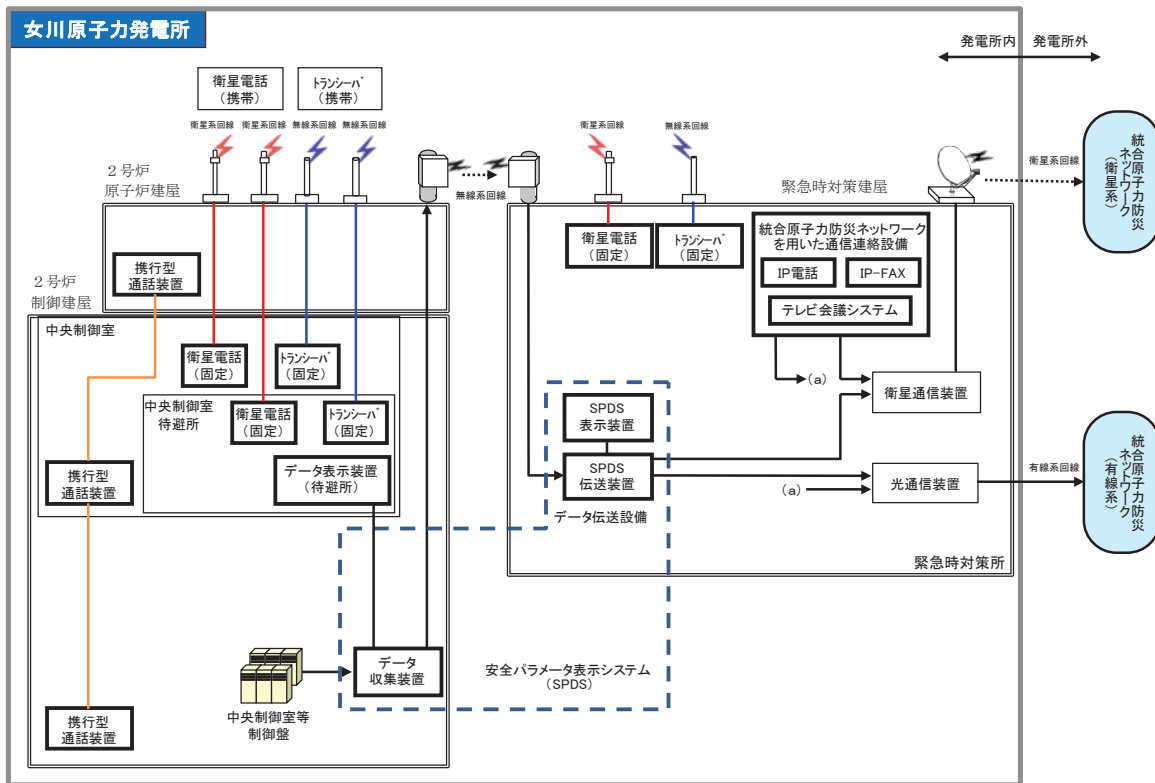 女川原子力発電所
発電所内
発電所外
衛星電話
(携帯)
トランシーバ
(携帯)
衛星系回線
衛星系回線
無線系回線
無線系回線
2号炉
原子炉建屋
無線系回線
衛星系回線
無線系回線
緊急時対策建屋
衛星系回線
統合原子力防災
ネットワーク
(衛星系)
携行型
通話装置
衛星電話
(固定)
トランシーバ
(固定)
統合原子力防災ネットワーク
を用いた通信連絡設備
IP電話
IP-FAX
テレビ会議システム
2号炉
制御建屋
中央制御室
衛星電話
(固定)
トランシーバ
(固定)
中央制御室
待避所
衛星電話
(固定)
トランシーバ
(固定)
データ表示装置
(待避所)
携行型
通話装置
(a)
衛星通信装置
SPDS
表示装置
SPDS
伝送装置
データ伝送設備
(a)
光通信装置
有線系回線
統合原子力防災
ネットワーク
(有線系)
緊急時対策所
データ
収集装置
中央制御室等
制御盤
安全パラメータ表示システム
(SPDS)
携行型
通話装置